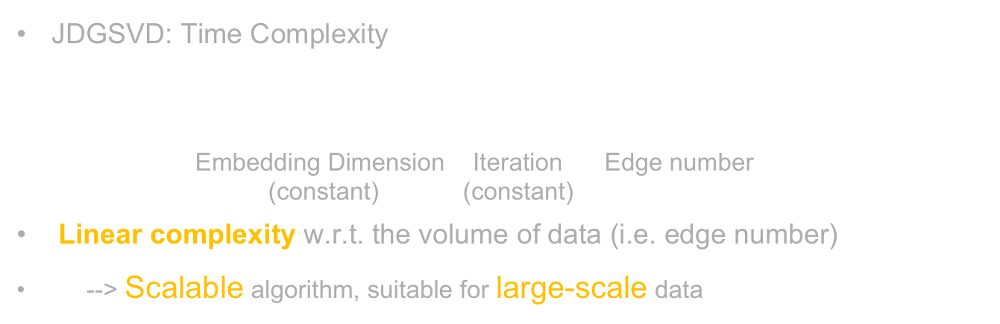 • JDGSVD: Time Complexity
Embedding Dimension Iteration Edge number
(constant) (constant)
• Linear complexity w.r.t. the volume of data (i.e. edge number)
• --> Scalable algorithm, suitable for large-scale data